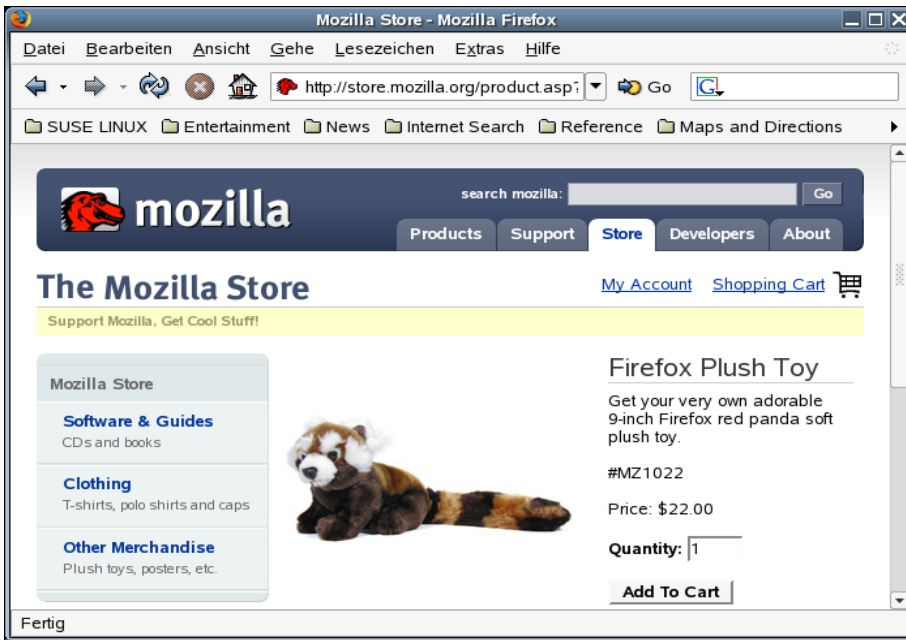 Mozilla Store - Mozilla Firefox
Datei Bearbeiten Ansicht Gehe Lesezeichen Extras Hilfe
http://store.mozilla.org/product.asp? Go G
SUSE LINUX Entertainment News Internet Search Reference Maps and Directions
mozilla
search mozilla: Go
Products Support Store Developers About
The Mozilla Store
My Account Shopping Cart
Support Mozilla, Get Cool Stuff!
Mozilla Store
Software & Guides
CDs and books
Clothing
T-shirts, polo shirts and caps
Other Merchandise
Plush toys, posters, etc.
Firefox Plush Toy
Get your very own adorable
9-inch Firefox red panda soft
plush toy.
#MZ1022
Price: $22.00
Quantity: 1
Add To Cart
Fertig